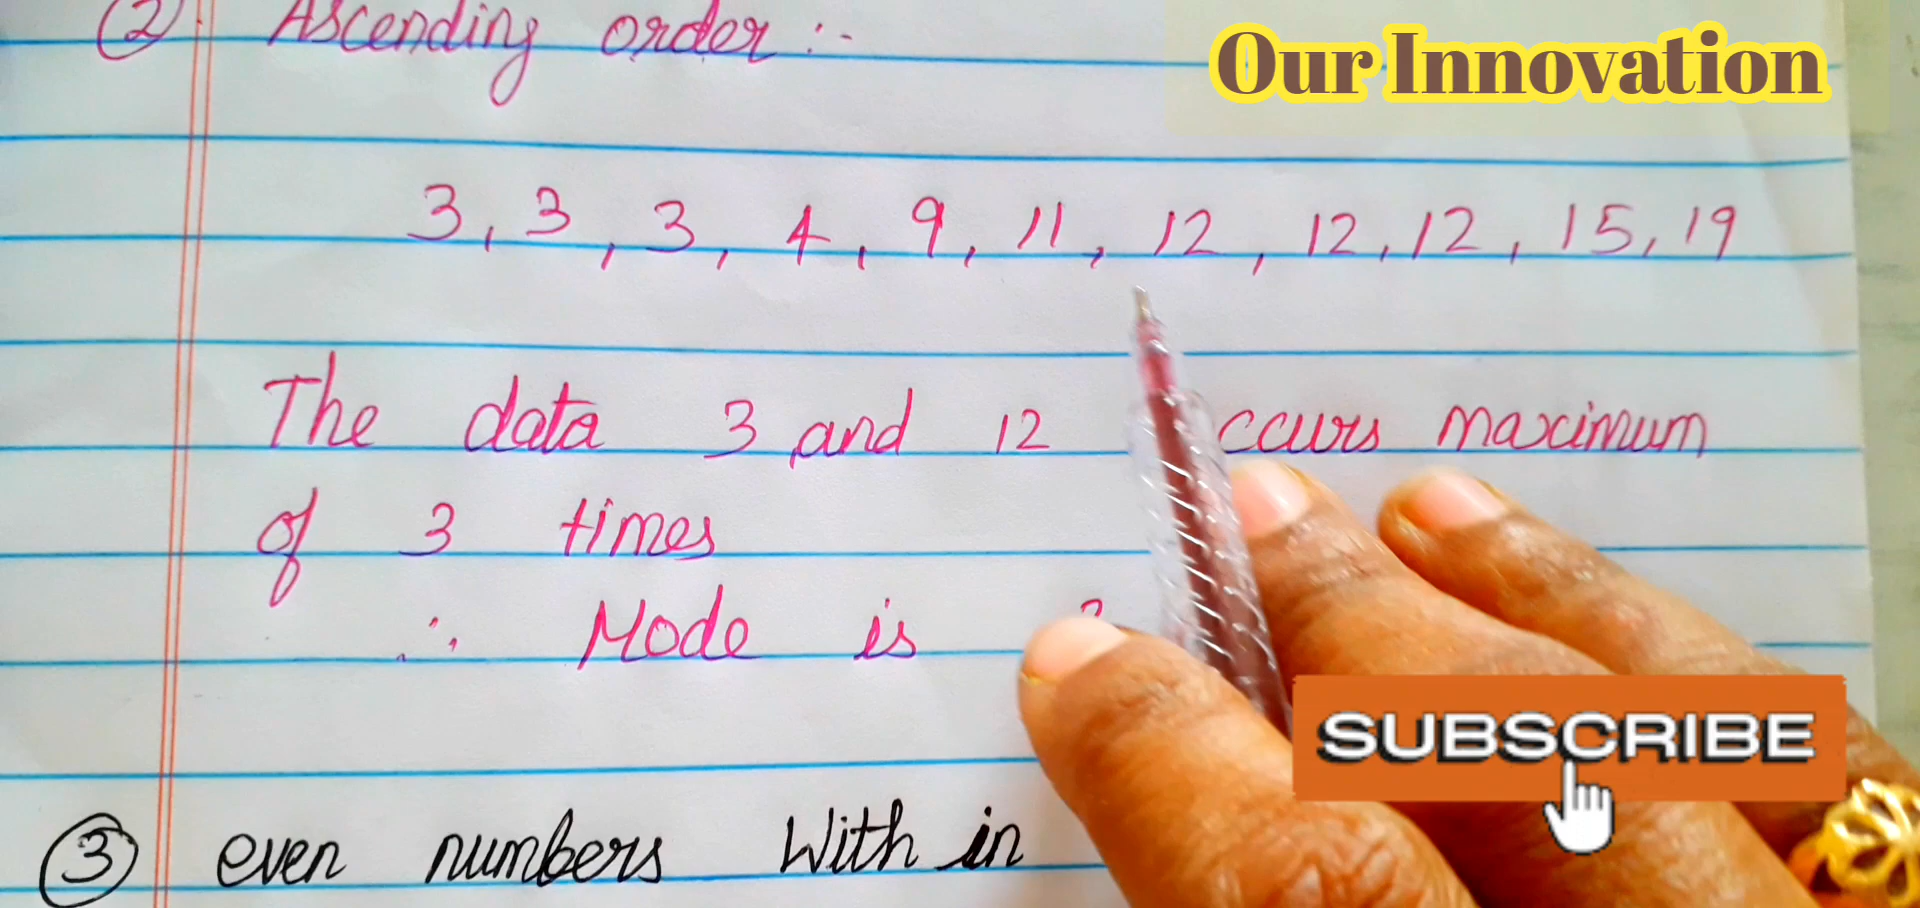 ② Ascending order :-
Our Innovation
3, 3, 3, 4, 9, 11, 12, 12, 12, 15, 19
The data 3 and 12 occurs maximum
of 3 times
∴ Mode is
SUBSCRIBE
③ even numbers With in